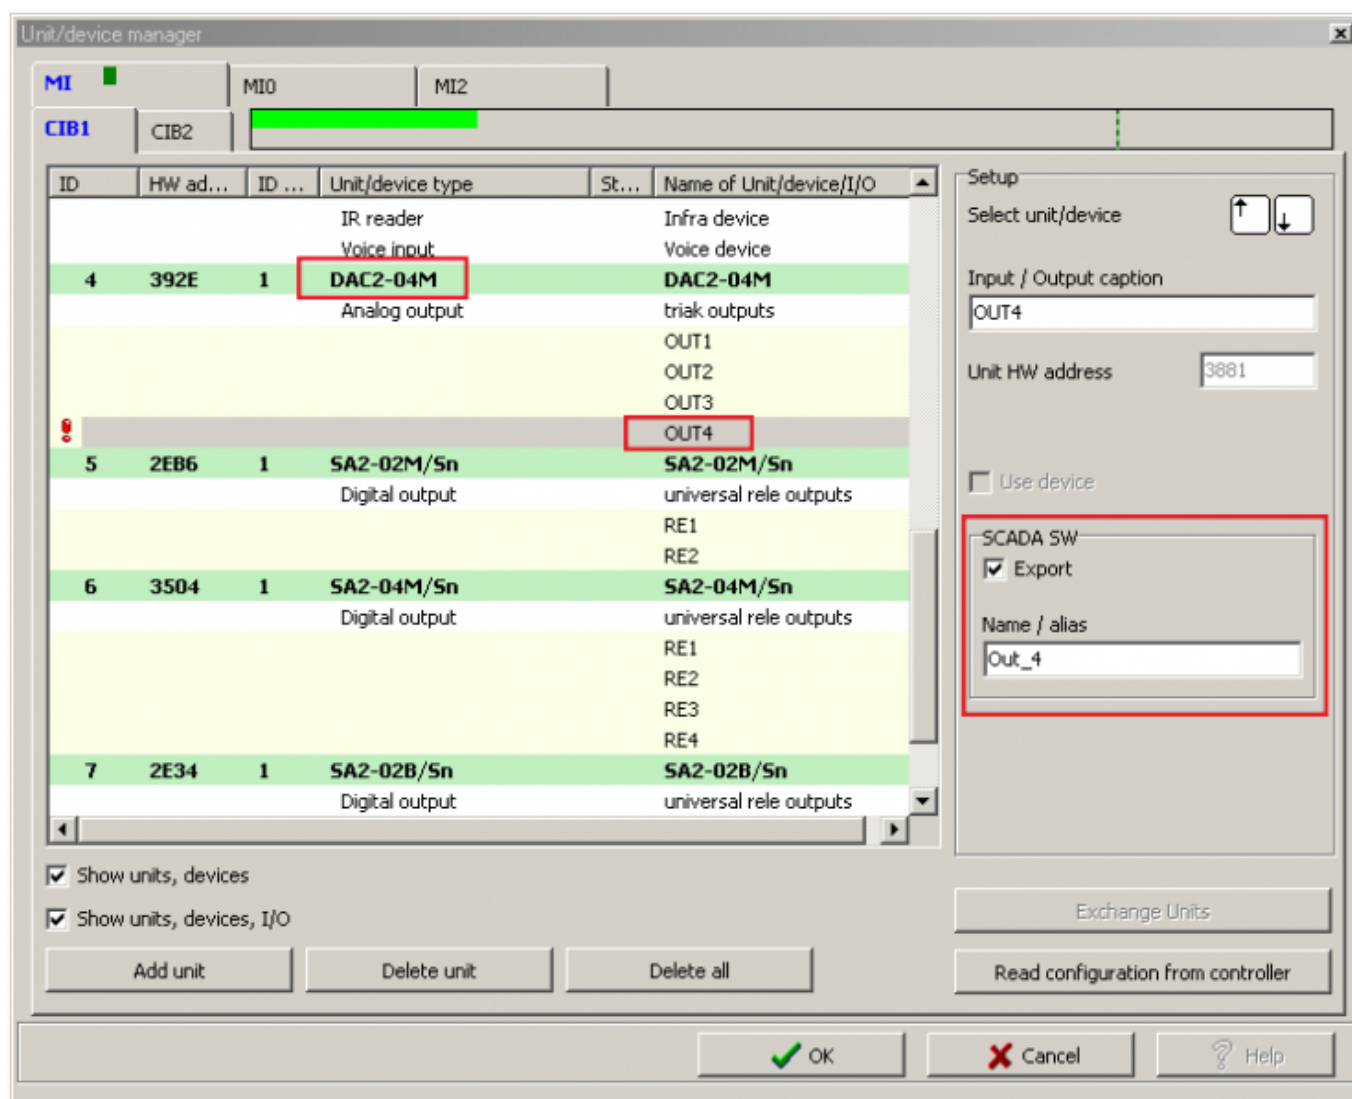 Unit/device manager
MI MI0 MI2
CIB1 CIB2
ID HW ad... ID ... Unit/device type St... Name of Unit/device/I/O
IR reader Infra device
Voice input Voice device
4 392E 1 DAC2-04M DAC2-04M
Analog output triak outputs
OUT1
OUT2
OUT3
OUT4
5 2EB6 1 SA2-02M/Sn SA2-02M/Sn
Digital output universal rele outputs
RE1
RE2
6 3504 1 SA2-04M/Sn SA2-04M/Sn
Digital output universal rele outputs
RE1
RE2
RE3
RE4
7 2E34 1 SA2-02B/Sn SA2-02B/Sn
Digital output universal rele outputs
Show units, devices
Show units, devices, I/O
Add unit Delete unit Delete all
Setup
Select unit/device
Input / Output caption
OUT4
Unit HW address 3881
Use device
SCADA SW
Export
Name / alias
Out_4
Exchange Units
Read configuration from controller
OK Cancel Help